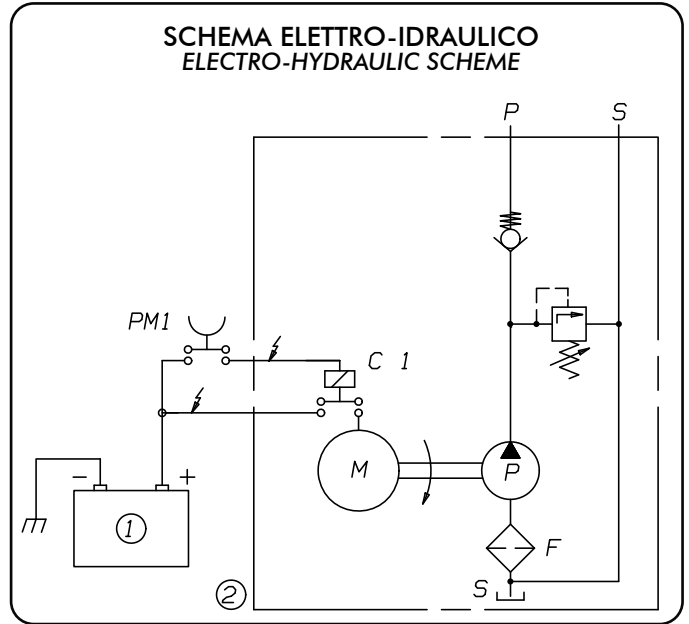 SCHEMA ELETTRO-IDRAULICO
ELECTRO-HYDRAULIC SCHEME
P S
PM1
C 1
M P
- +
1
F
2 S